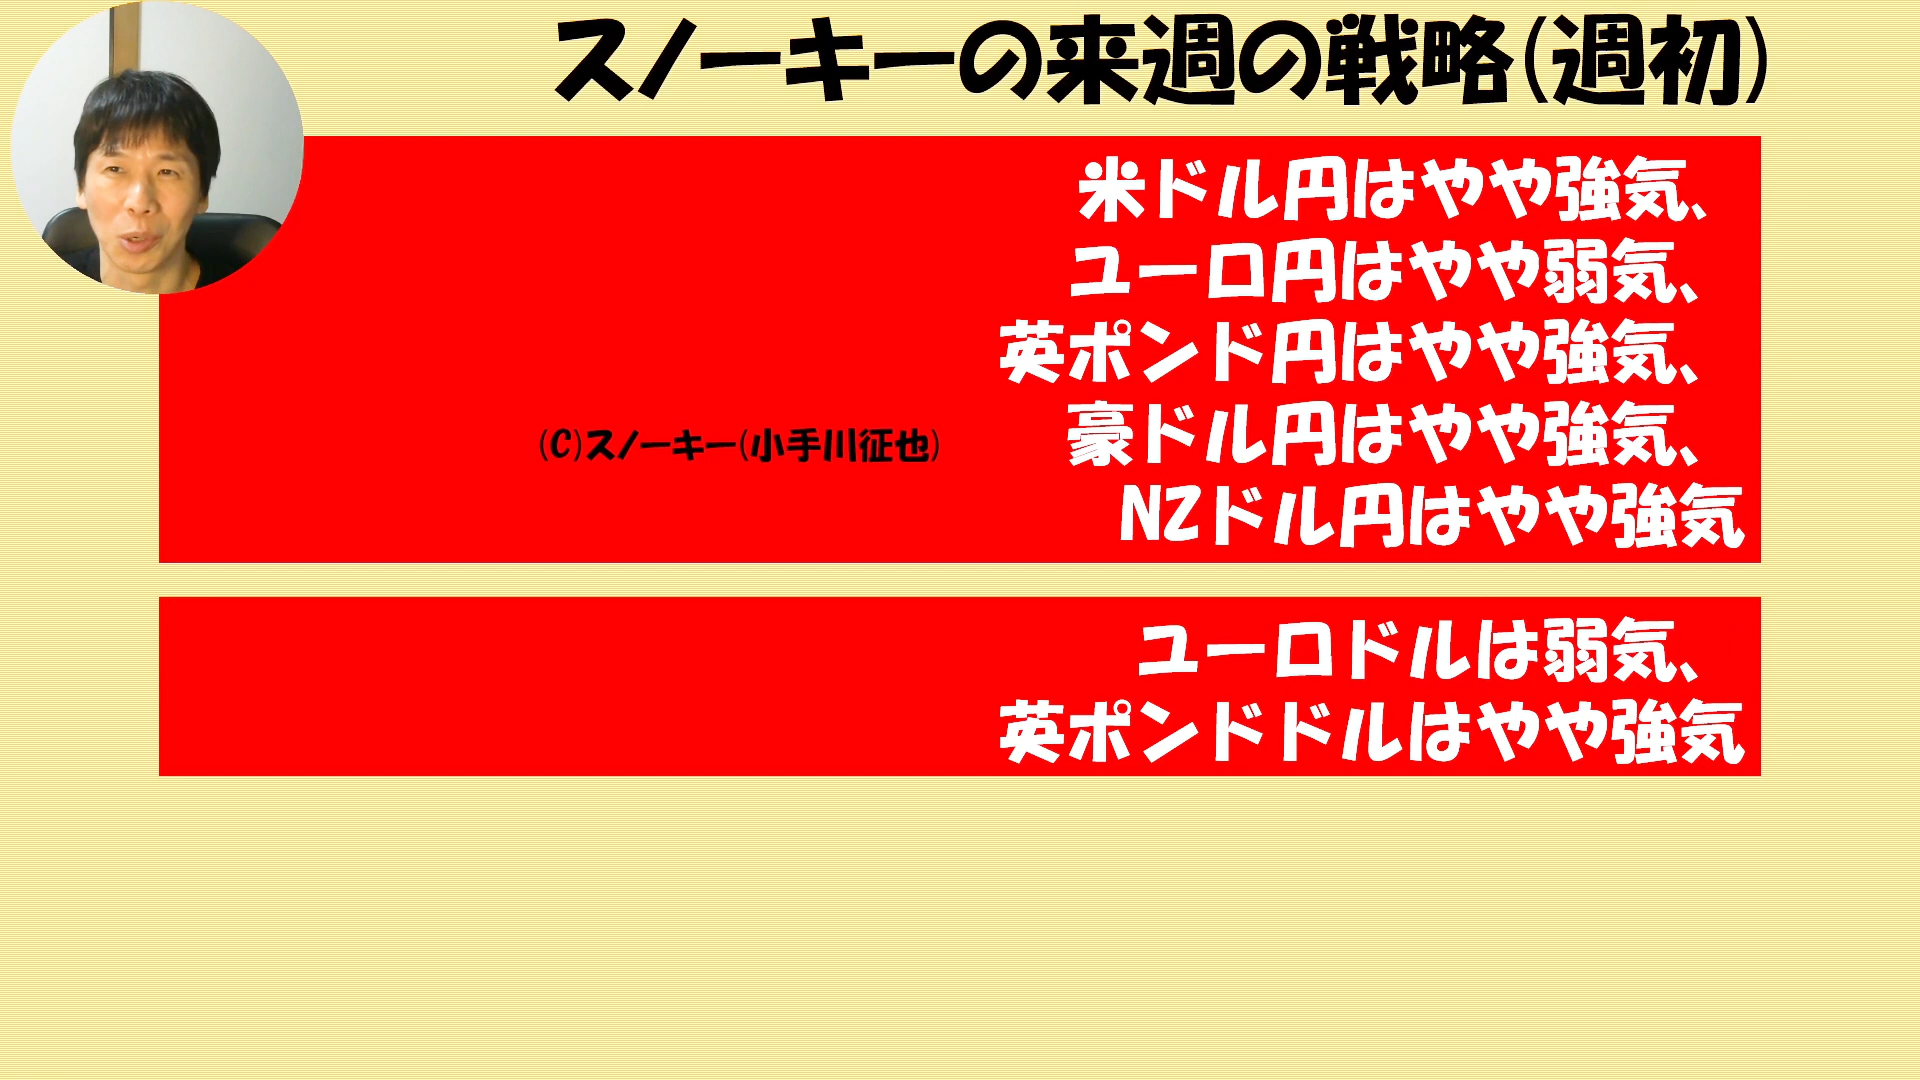 スノーキーの来週の戦略(週初)
米ドル円はやや強気、
ユーロ円はやや弱気、
英ポンド円はやや強気、
(C)スノーキー(小手川征也)
豪ドル円はやや強気、
NZドル円はやや強気
ユーロドルは弱気、
英ポンドドルはやや強気